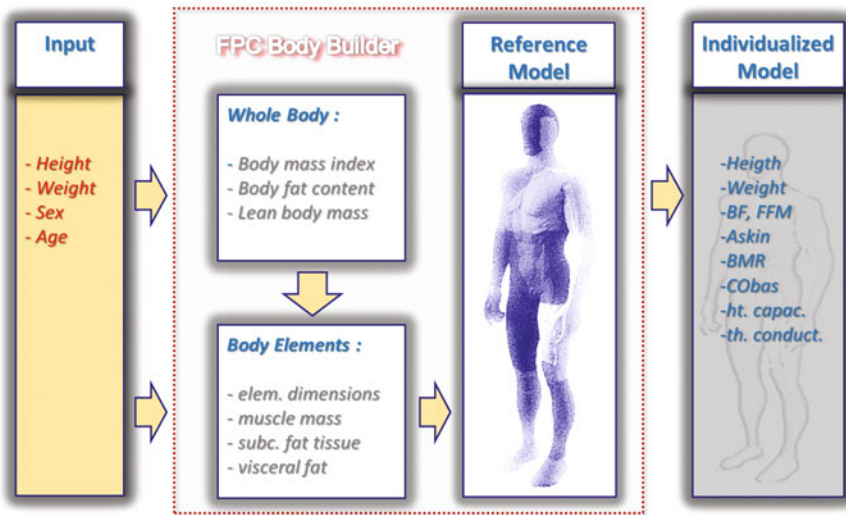 Input
- Height
- Weight
- Sex
- Age
FPC Body Builder
Whole Body :
- Body mass index
- Body fat content
- Lean body mass
Body Elements :
- elem. dimensions
- muscle mass
- subc. fat tissue
- visceral fat
Reference
Model
Individualized
Model
-Heigth
-Weight
-BF, FFM
-Askin
-BMR
-CObas
-ht. capac.
-th. conduct.